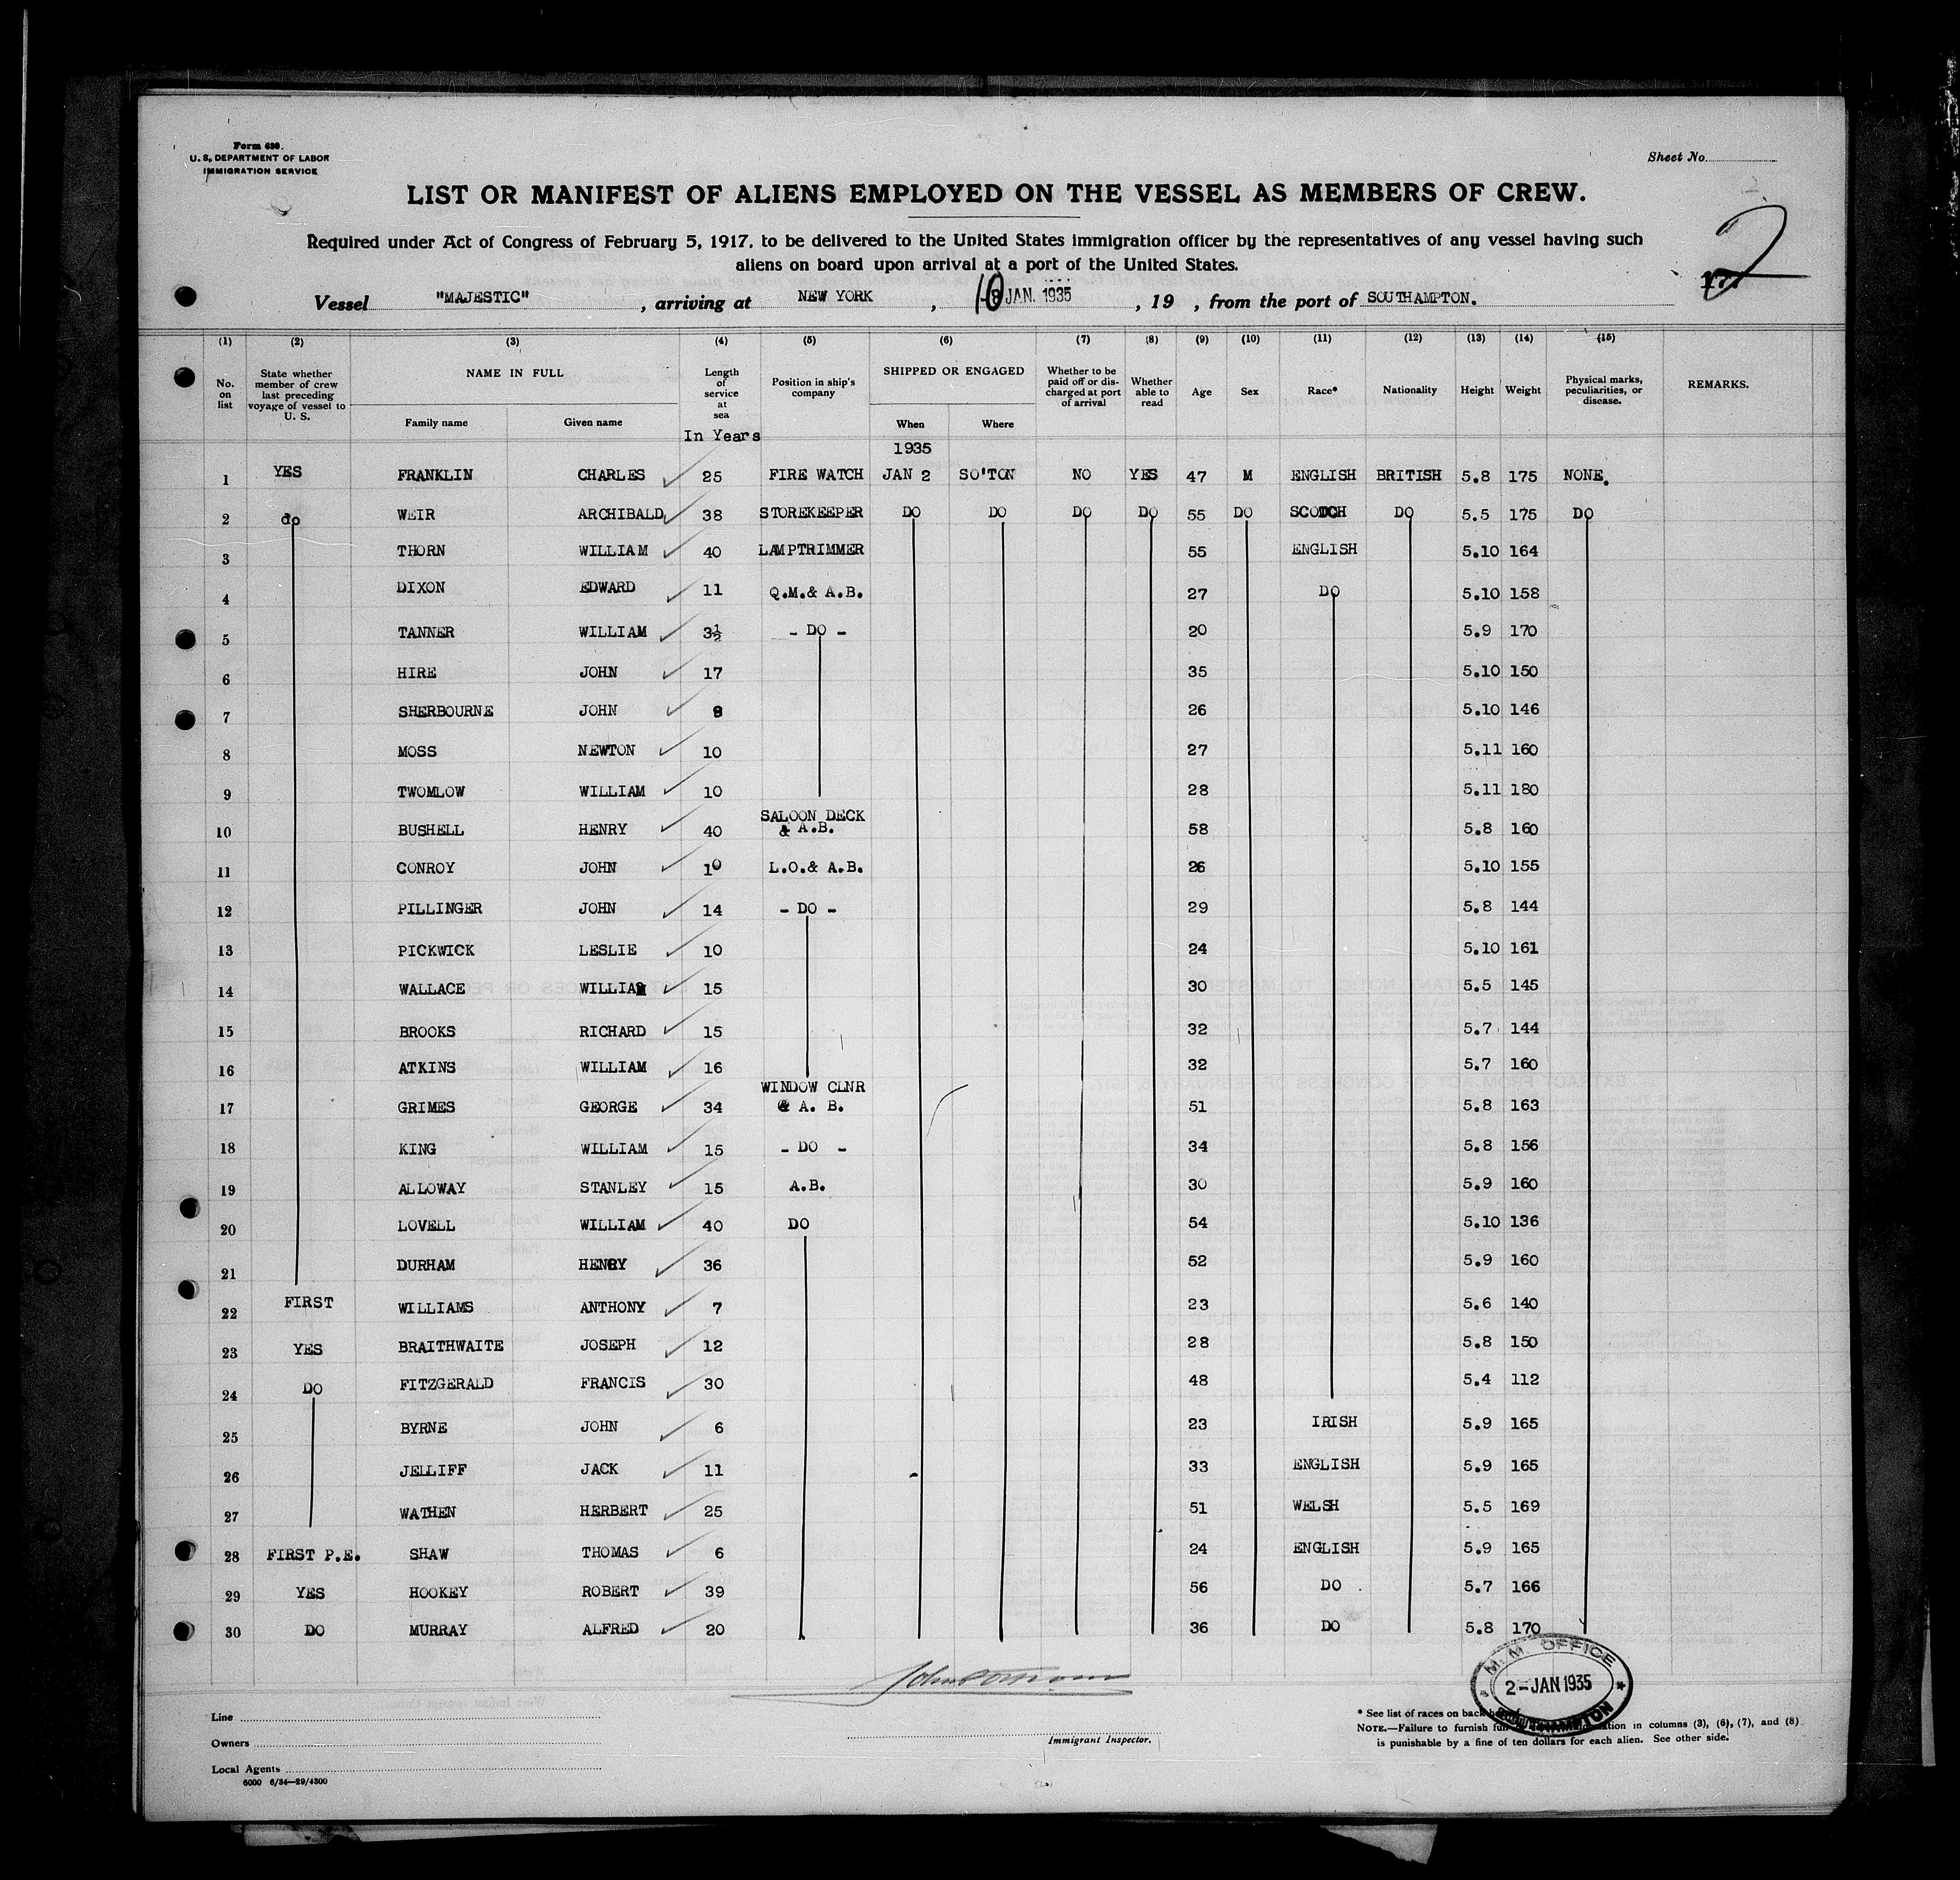 Form 680.
U. S. DEPARTMENT OF LABOR
IMMIGRATION SERVICE
Sheet No.
LIST OR MANIFEST OF ALIENS EMPLOYED ON THE VESSEL AS MEMBERS OF CREW.
2
Required under Act of Congress of February 5, 1917, to be delivered to the United States immigration officer by the representatives of any vessel having such
aliens on board upon arrival at a port of the United States.
Vessel "MAJESTIC" , arriving at NEW YORK , 10 JAN. 1935 , 19 , from the port of SOUTHAMPTON.
(1) (2) (3) (4) (5) (6) (7) (8) (9) (10) (11) (12) (13) (14) (15)
No. on list State whether member of crew last preceding voyage of vessel to U. S. NAME IN FULL Family name Given name Length of service at sea In Years Position in ship's company SHIPPED OR ENGAGED When Where Whether to be paid off or discharged at port of arrival Whether able to read Age Sex Race* Nationality Height Weight Physical marks, peculiarities, or disease. REMARKS.
1935
1 YES FRANKLIN CHARLES 25 FIRE WATCH JAN 2 SO'TON NO YES 47 M ENGLISH BRITISH 5.8 175 NONE.
2 do WEIR ARCHIBALD 38 STOREKEEPER DO DO DO DO 55 DO SCOTCH DO 5.5 175 DO
3 THORN WILLIAM 40 LAMPTRIMMER 55 ENGLISH 5.10 164
4 DIXON EDWARD 11 Q.M.& A.B. 27 DO 5.10 158
5 TANNER WILLIAM 3½ - DO - 20 5.9 170
6 HIRE JOHN 17 35 5.10 150
7 SHERBOURNE JOHN 26 5.10 146
8 MOSS NEWTON 10 27 5.11 160
9 TWOMLOW WILLIAM 10 28 5.11 180
10 BUSHELL HENRY 40 SALOON DECK & A.B. 58 5.8 160
11 CONROY JOHN 10 L.O.& A.B. 26 5.10 155
12 PILLINGER JOHN 14 - DO - 29 5.8 144
13 PICKWICK LESLIE 10 24 5.10 161
14 WALLACE WILLIAM 15 30 5.5 145
15 BROOKS RICHARD 15 32 5.7 144
16 ATKINS WILLIAM 16 32 5.7 160
17 GRIMES GEORGE 34 WINDOW CLNR & A. B. 51 5.8 163
18 KING WILLIAM 15 - DO - 34 5.8 156
19 ALLOWAY STANLEY 15 A.B. 30 5.9 160
20 LOVELL WILLIAM 40 DO 54 5.10 136
21 DURHAM HENRY 36 52 5.9 160
22 FIRST WILLIAMS ANTHONY 7 23 5.6 140
23 YES BRAITHWAITE JOSEPH 12 28 5.8 150
24 DO FITZGERALD FRANCIS 30 48 5.4 112
25 BYRNE JOHN 6 23 IRISH 5.9 165
26 JELLIFF JACK 11 33 ENGLISH 5.9 165
27 WATHEN HERBERT 25 51 WELSH 5.5 169
28 FIRST P.E. SHAW THOMAS 6 24 ENGLISH 5.9 165
29 YES HOOKEY ROBERT 39 56 DO 5.7 166
30 DO MURRAY ALFRED 20 36 DO 5.8 170
M. M. OFFICE
2-JAN 1935
SOUTHAMPTON
Line
Owners
Local Agents
6000 6/34—29/4300
Immigrant Inspector.
* See list of races on back
NOTE.—Failure to furnish in columns (3), (6), (7), and (8)
is punishable by a fine of ten dollars for each alien. See other side.